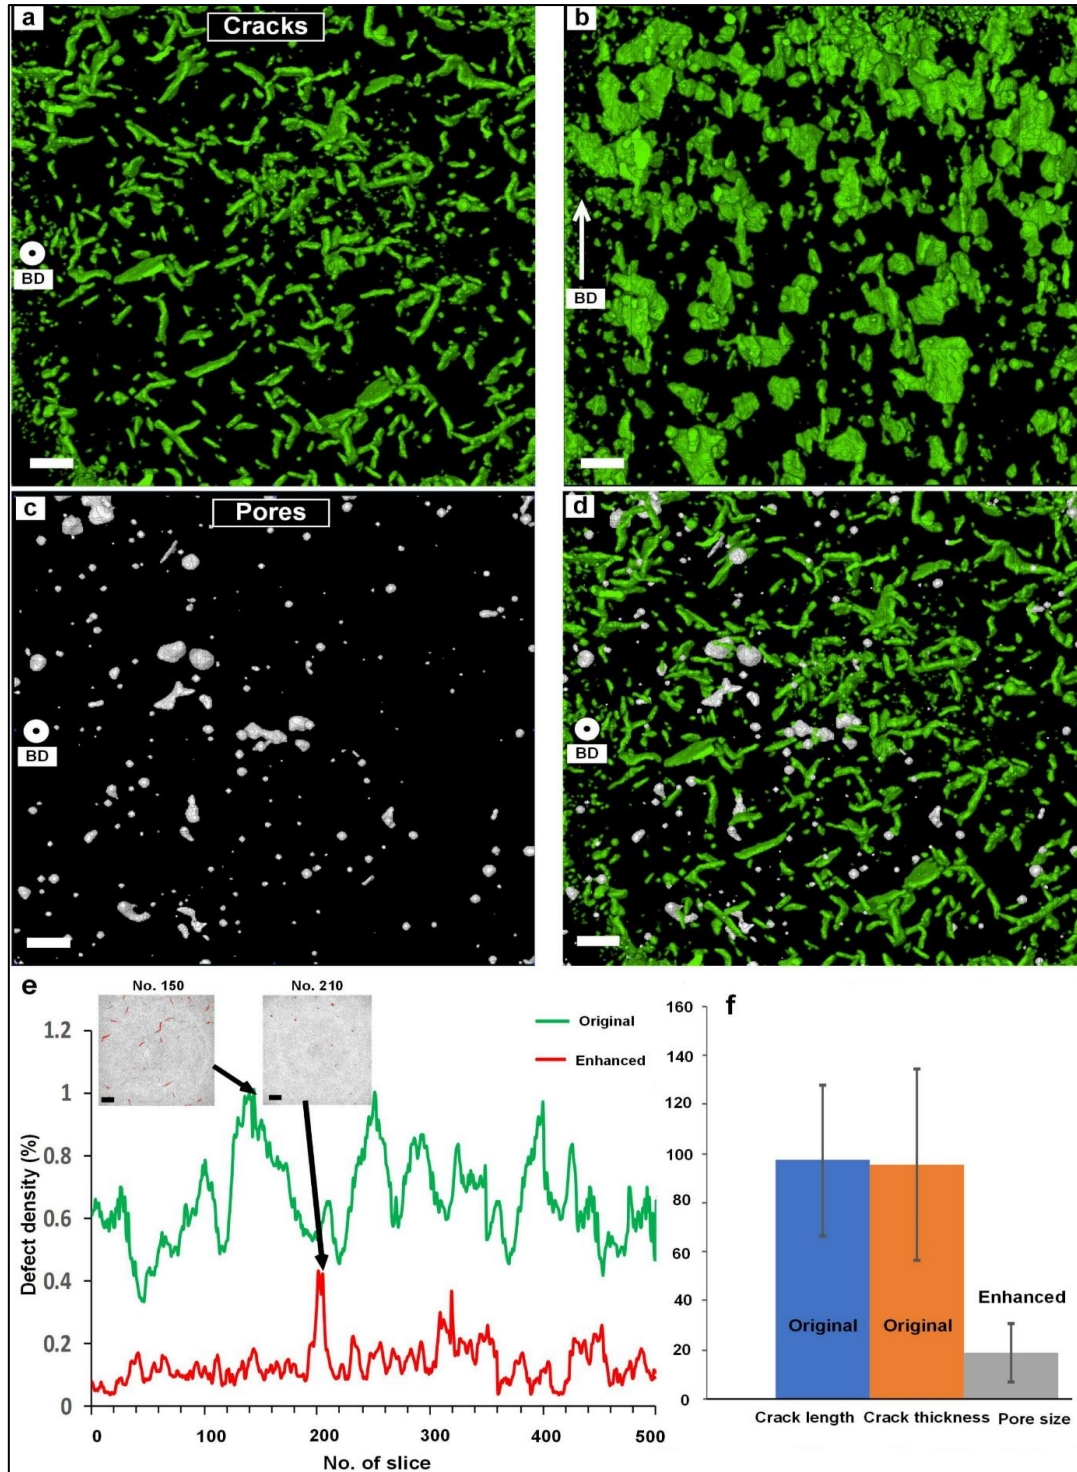 a
Cracks
b
BD
BD
c
Pores
d
BD
BD
e
No. 150
No. 210
Original
Enhanced
1.2
1
0.8
0.6
0.4
0.2
0
Defect density (%)
0
100
200
300
400
500
No. of slice
f
160
140
120
100
80
60
40
20
0
Original
Original
Enhanced
Crack length
Crack thickness
Pore size